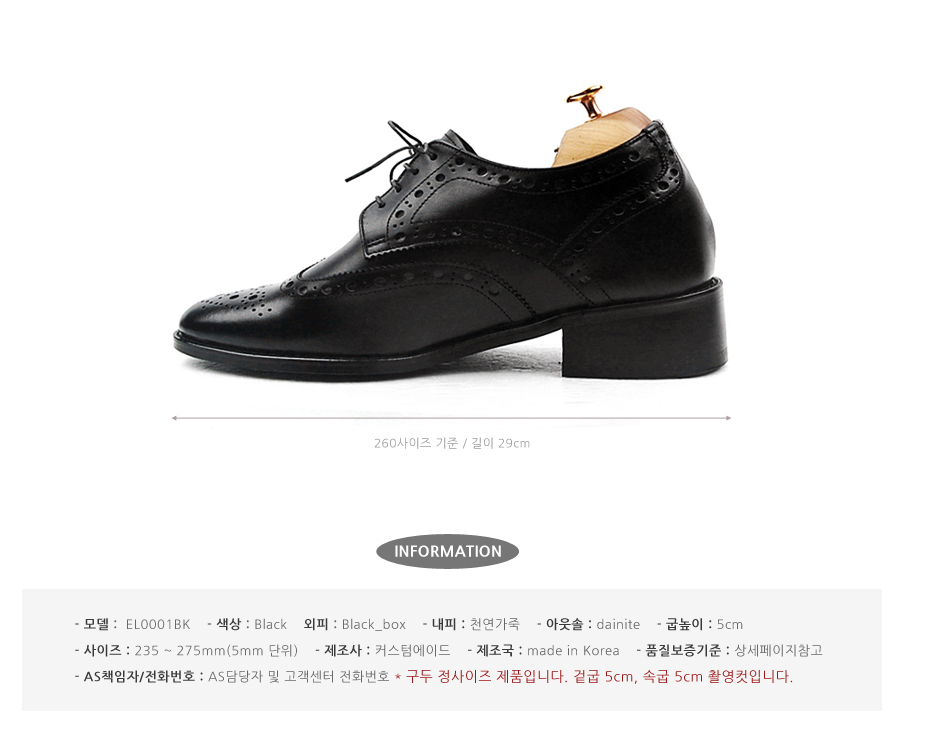 260사이즈 기준 / 길이 29cm
INFORMATION
- 모델 : EL0001BK - 색상 : Black 외피 : Black_box - 내피 : 천연가죽 - 아웃솔 : dainite - 굽높이 : 5cm
- 사이즈 : 235 ~ 275mm(5mm 단위) - 제조사 : 커스텀에이드 - 제조국 : made in Korea - 품질보증기준 : 상세페이지참고
- AS책임자/전화번호 : AS담당자 및 고객센터 전화번호 * 구두 정사이즈 제품입니다. 겉굽 5cm, 속굽 5cm 촬영컷입니다.